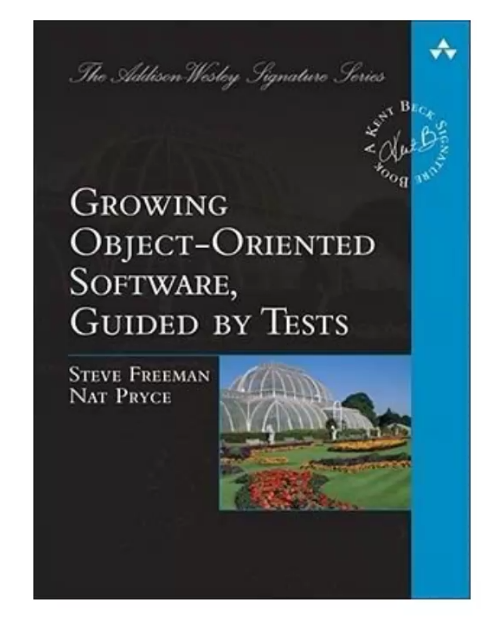 The Addison-Wesley Signature Series
A KENT BECK SIGNATURE BOOK
Kent B
GROWING
OBJECT-ORIENTED
SOFTWARE,
GUIDED BY TESTS
STEVE FREEMAN
NAT PRYCE